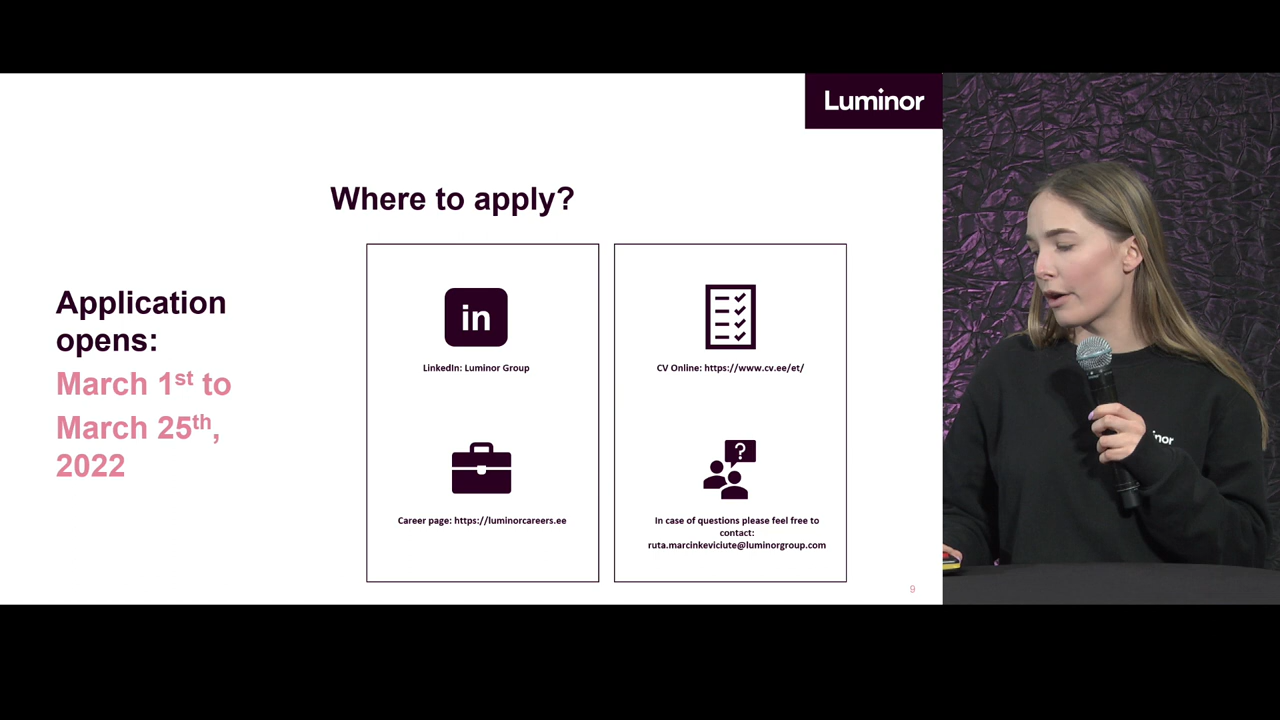 Luminor
Where to apply?
Application
opens:
March 1st to
March 25th,
2022
in
LinkedIn: Luminor Group
CV Online: https://www.cv.ee/et/
?
Career page: https://luminorcareers.ee
In case of questions please feel free to
contact:
ruta.marcinkeviciute@luminorgroup.com
inor
9